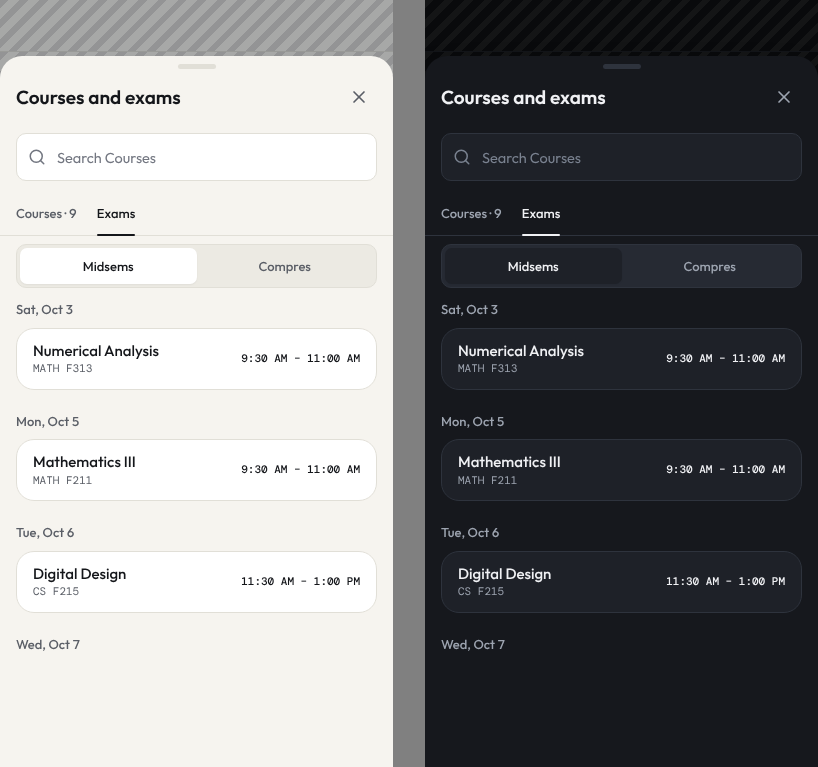 Courses and exams
Search Courses
Courses · 9 Exams
Midsems Compres
Sat, Oct 3
Numerical Analysis
MATH F313
9:30 AM – 11:00 AM
Mon, Oct 5
Mathematics III
MATH F211
9:30 AM – 11:00 AM
Tue, Oct 6
Digital Design
CS F215
11:30 AM – 1:00 PM
Wed, Oct 7
Courses and exams
Search Courses
Courses · 9 Exams
Midsems Compres
Sat, Oct 3
Numerical Analysis
MATH F313
9:30 AM – 11:00 AM
Mon, Oct 5
Mathematics III
MATH F211
9:30 AM – 11:00 AM
Tue, Oct 6
Digital Design
CS F215
11:30 AM – 1:00 PM
Wed, Oct 7